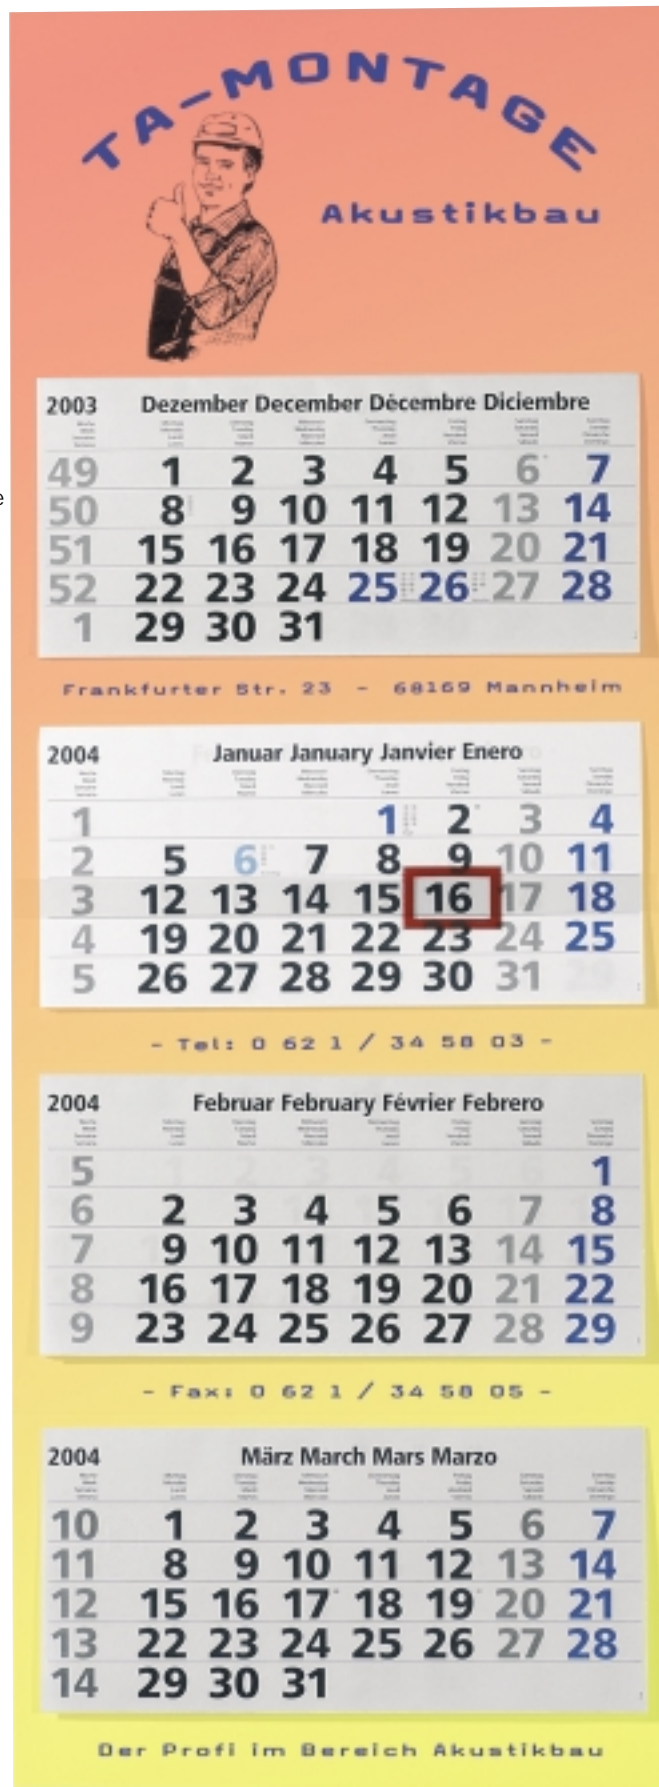 TA-MONTAGE
Akustikbau
2003 Dezember December Décembre Diciembre
49 1 2 3 4 5 6 7
50 8 9 10 11 12 13 14
51 15 16 17 18 19 20 21
52 22 23 24 25 26 27 28
1 29 30 31
Frankfurter Str. 23 - 68169 Mannheim
2004 Januar January Janvier Enero
1 1 2 3 4
2 5 6 7 8 9 10 11
3 12 13 14 15 16 17 18
4 19 20 21 22 23 24 25
5 26 27 28 29 30 31
- Tel: 0 62 1 / 34 58 03 -
2004 Februar February Février Febrero
5 1
6 2 3 4 5 6 7 8
7 9 10 11 12 13 14 15
8 16 17 18 19 20 21 22
9 23 24 25 26 27 28 29
- Fax: 0 62 1 / 34 58 05 -
2004 März March Mars Marzo
10 1 2 3 4 5 6 7
11 8 9 10 11 12 13 14
12 15 16 17 18 19 20 21
13 22 23 24 25 26 27 28
14 29 30 31
Der Profi im Bereich Akustikbau